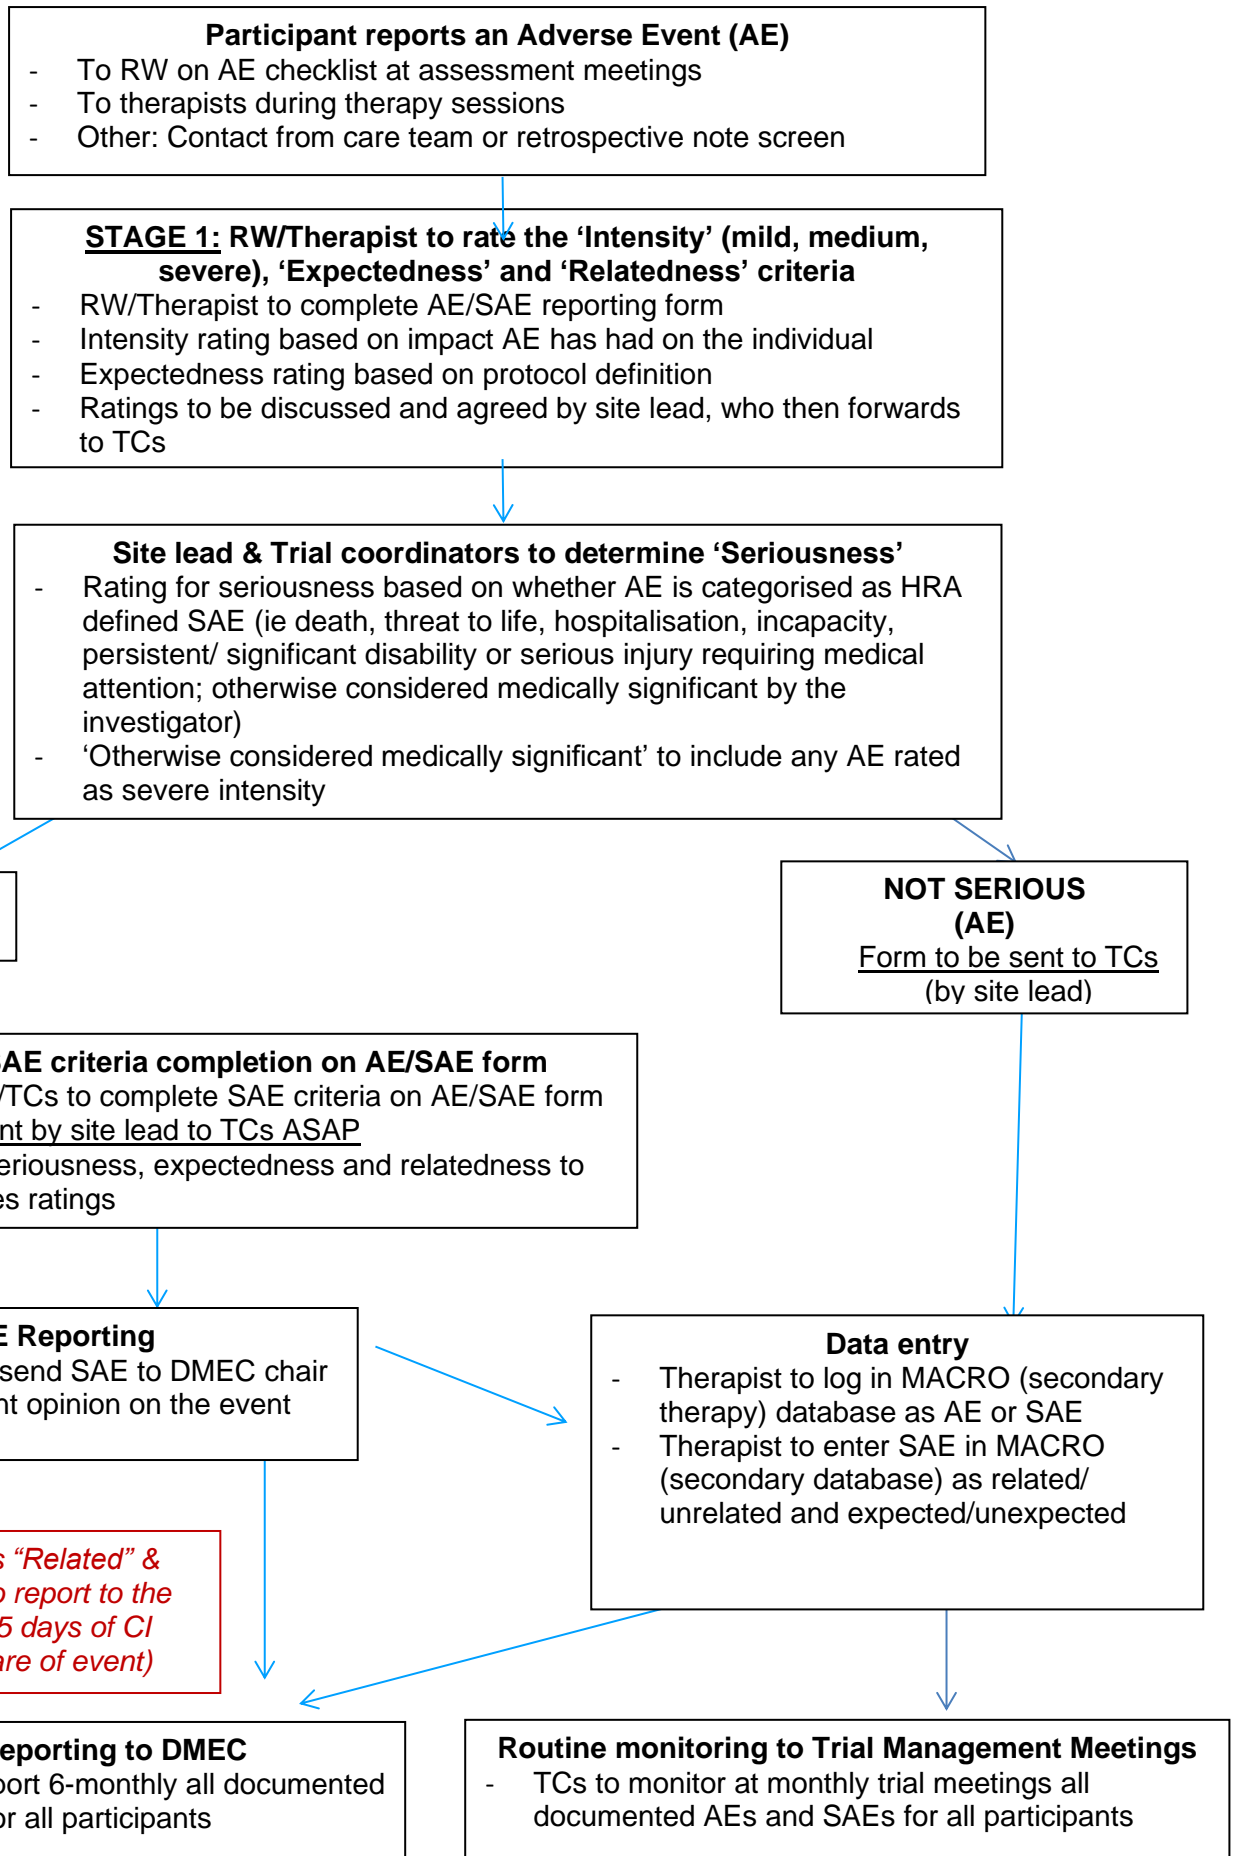 Participant reports an Adverse Event (AE)
- To RW on AE checklist at assessment meetings
- To therapists during therapy sessions
- Other: Contact from care team or retrospective note screen
STAGE 1: RW/Therapist to rate the ‘Intensity’ (mild, medium,
severe), ‘Expectedness’ and ‘Relatedness’ criteria
- RW/Therapist to complete AE/SAE reporting form
- Intensity rating based on impact AE has had on the individual
- Expectedness rating based on protocol definition
- Ratings to be discussed and agreed by site lead, who then forwards
to TCs
Site lead & Trial coordinators to determine ‘Seriousness’
- Rating for seriousness based on whether AE is categorised as HRA
defined SAE (ie death, threat to life, hospitalisation, incapacity,
persistent/ significant disability or serious injury requiring medical
attention; otherwise considered medically significant by the
investigator)
- ‘Otherwise considered medically significant’ to include any AE rated
as severe intensity
NOT SERIOUS
(AE)
Form to be sent to TCs
(by site lead)
SAE criteria completion on AE/SAE form
/TCs to complete SAE criteria on AE/SAE form
nt by site lead to TCs ASAP
eriousness, expectedness and relatedness to
es ratings
E Reporting
send SAE to DMEC chair
nt opinion on the event
Data entry
- Therapist to log in MACRO (secondary
therapy) database as AE or SAE
- Therapist to enter SAE in MACRO
(secondary database) as related/
unrelated and expected/unexpected
s “Related” &
o report to the
5 days of CI
are of event)
eporting to DMEC
port 6-monthly all documented
or all participants
Routine monitoring to Trial Management Meetings
- TCs to monitor at monthly trial meetings all
documented AEs and SAEs for all participants